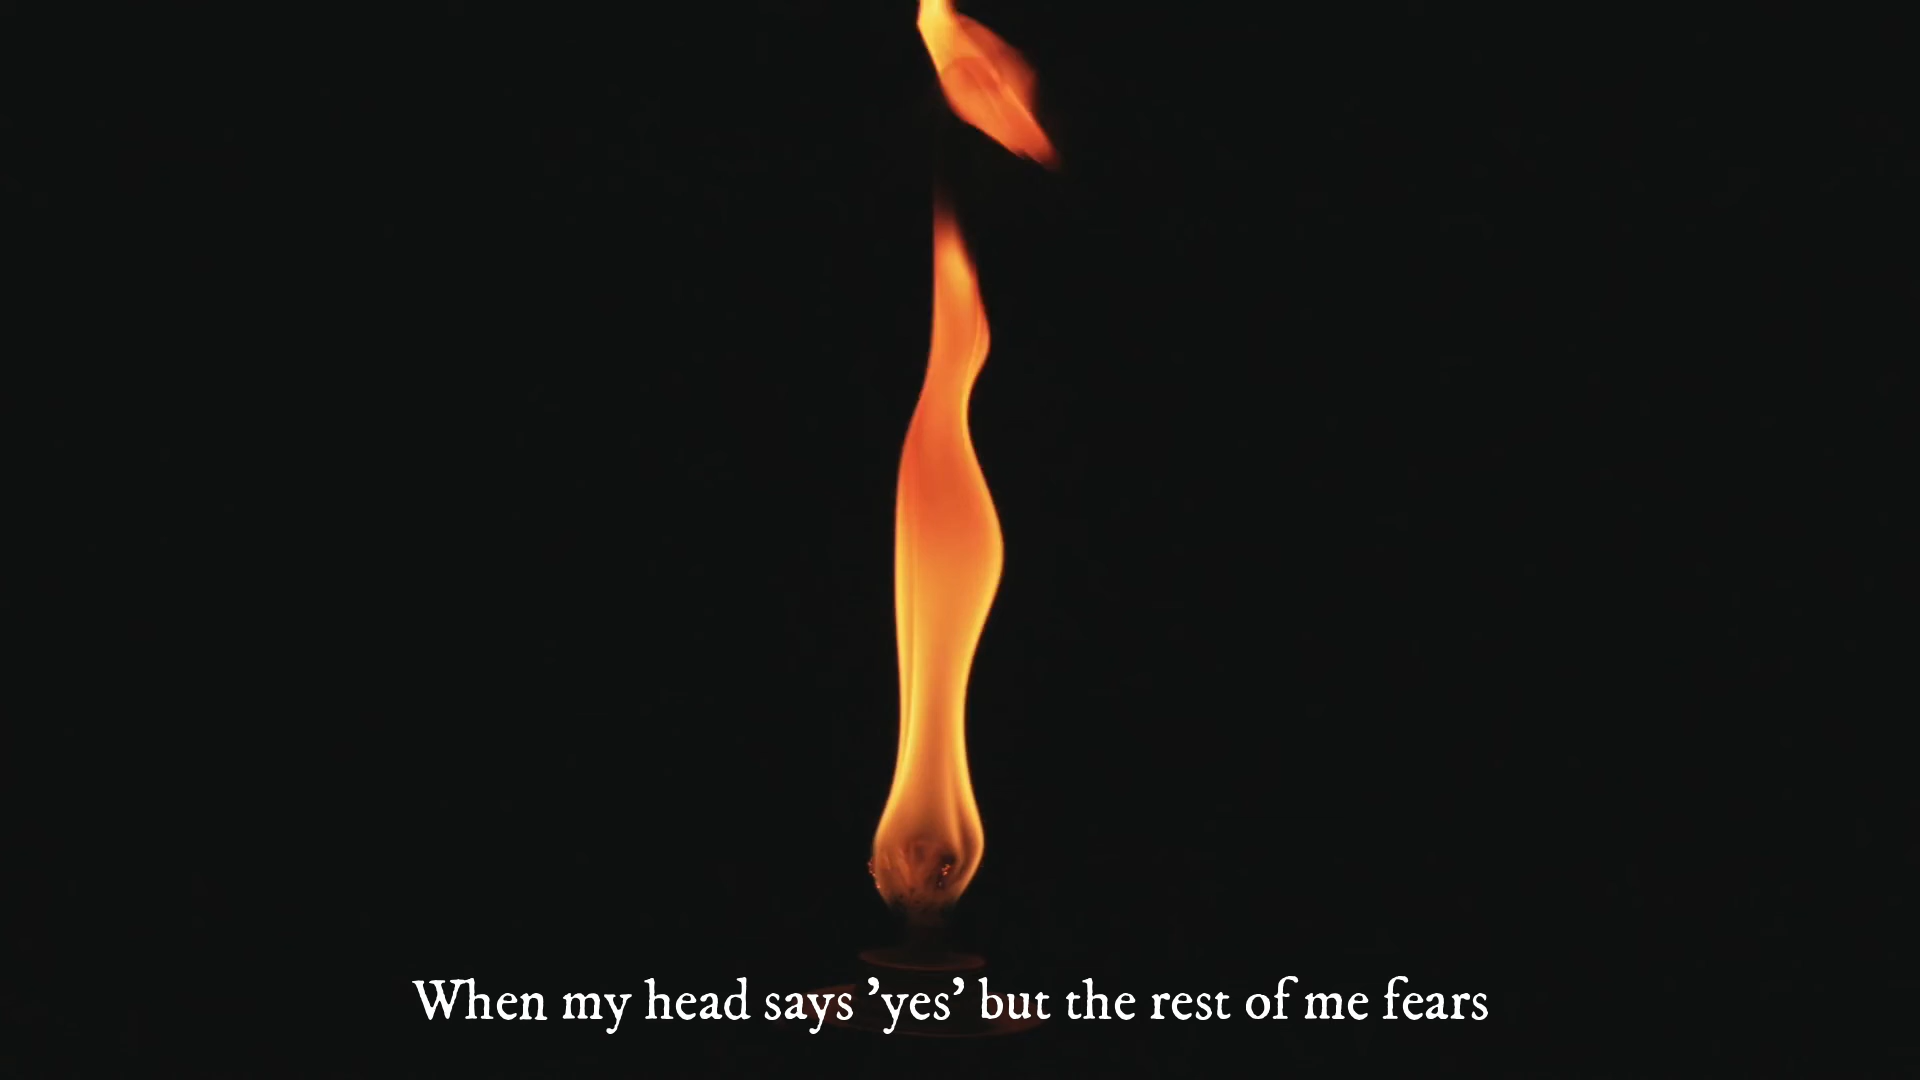 When my head says ’yes’ but the rest of me fears